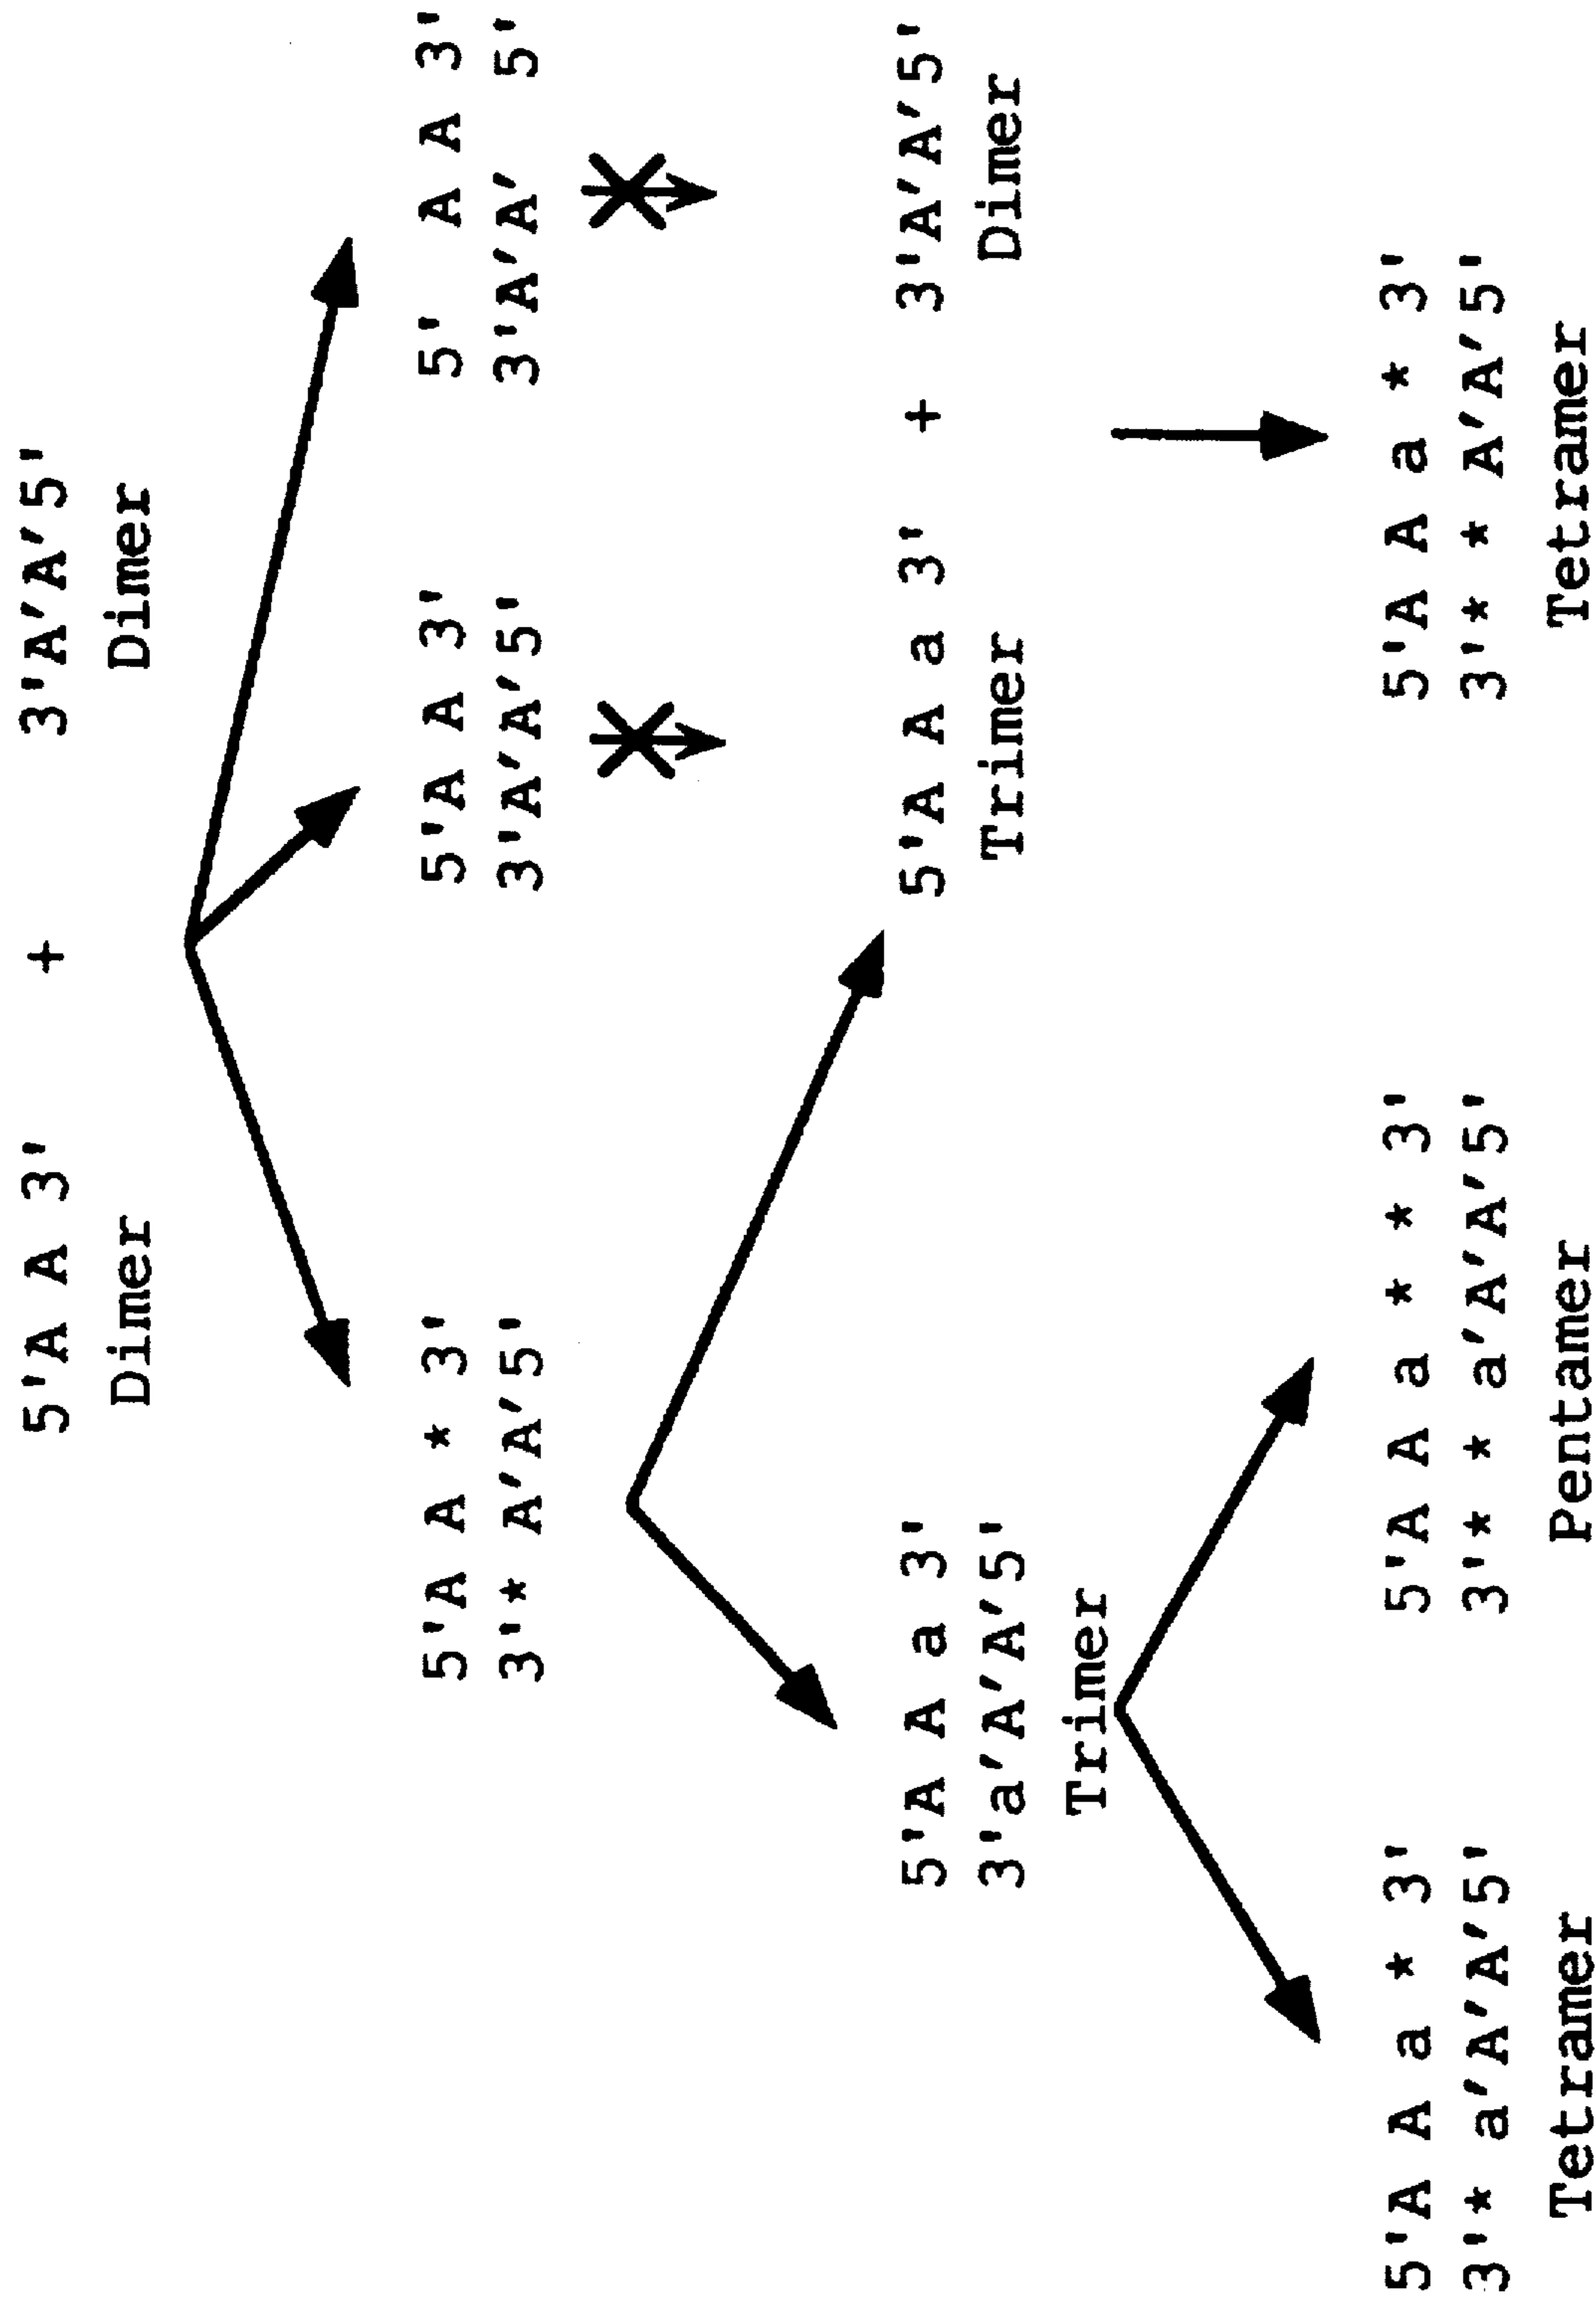 5'A A 3' + 3'A'A'5'
Dimer Dimer
5'A A * 3' 5'A A 3' 5' A A 3'
3'* A'A'5' 3'A'A'5' 3'A'A' 5'
5'A A a 3' 5'A A a 3' + 3'A'A'5'
3'a'A'A'5' Trimer Dimer
Trimer
5'A A a * 3' 5'A A a * * 3' 5'A A a * 3'
3'* a'A'A'5' 3'* * a'A'A'5' 3'* * A'A'5'
Tetramer Pentamer Tetramer